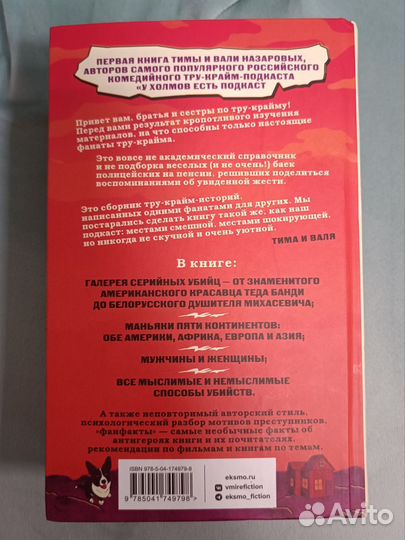 ПЕРВАЯ КНИГА ТИМЫ И ВАЛИ НАЗАРОВЫХ,
АВТОРОВ САМОГО ПОПУЛЯРНОГО РОССИЙСКОГО
КОМЕДИЙНОГО ТРУ-КРАЙМ-ПОДКАСТА
«У ХОЛМОВ ЕСТЬ ПОДКАСТ
Привет вам, братья и сестры по тру-крайму!
Перед вами результат кропотливого изучения
материалов, на что способны только настоящие
фанаты тру-крайма.
Это вовсе не академический справочник
и не подборка веселых (и не очень!) баек
полицейских на пенсии, решивших поделиться
воспоминаниями об увиденной жести.
Это сборник тру-крайм-историй,
написанных одними фанатами для других. Мы
постарались сделать книгу такой же, как наш
подкаст: местами смешной, местами шокирующей,
но никогда не скучной и очень уютной.
ТИМА И ВАЛЯ
В книге:
ГАЛЕРЕЯ СЕРИЙНЫХ УБИЙЦ — ОТ ЗНАМЕНИТОГО
АМЕРИКАНСКОГО КРАСАВЦА ТЕДА БАНДИ
ДО БЕЛОРУССКОГО ДУШИТЕЛЯ МИХАСЕВИЧА;
МАНЬЯКИ ПЯТИ КОНТИНЕНТОВ:
ОБЕ АМЕРИКИ, АФРИКА, ЕВРОПА И АЗИЯ;
МУЖЧИНЫ И ЖЕНЩИНЫ;
ВСЕ МЫСЛИМЫЕ И НЕМЫСЛИМЫЕ
СПОСОБЫ УБИЙСТВ.
А также неповторимый авторский стиль,
психологический разбор мотивов преступников,
«фанфакты» — самые необычные факты об
антигероях книги и их почитателях,
рекомендации по фильмам и книгам по темам.
ISBN 978-5-04-174979-8
9 785041 749798 >
eksmo.ru
vmirefiction
eksmo_fiction
Avito